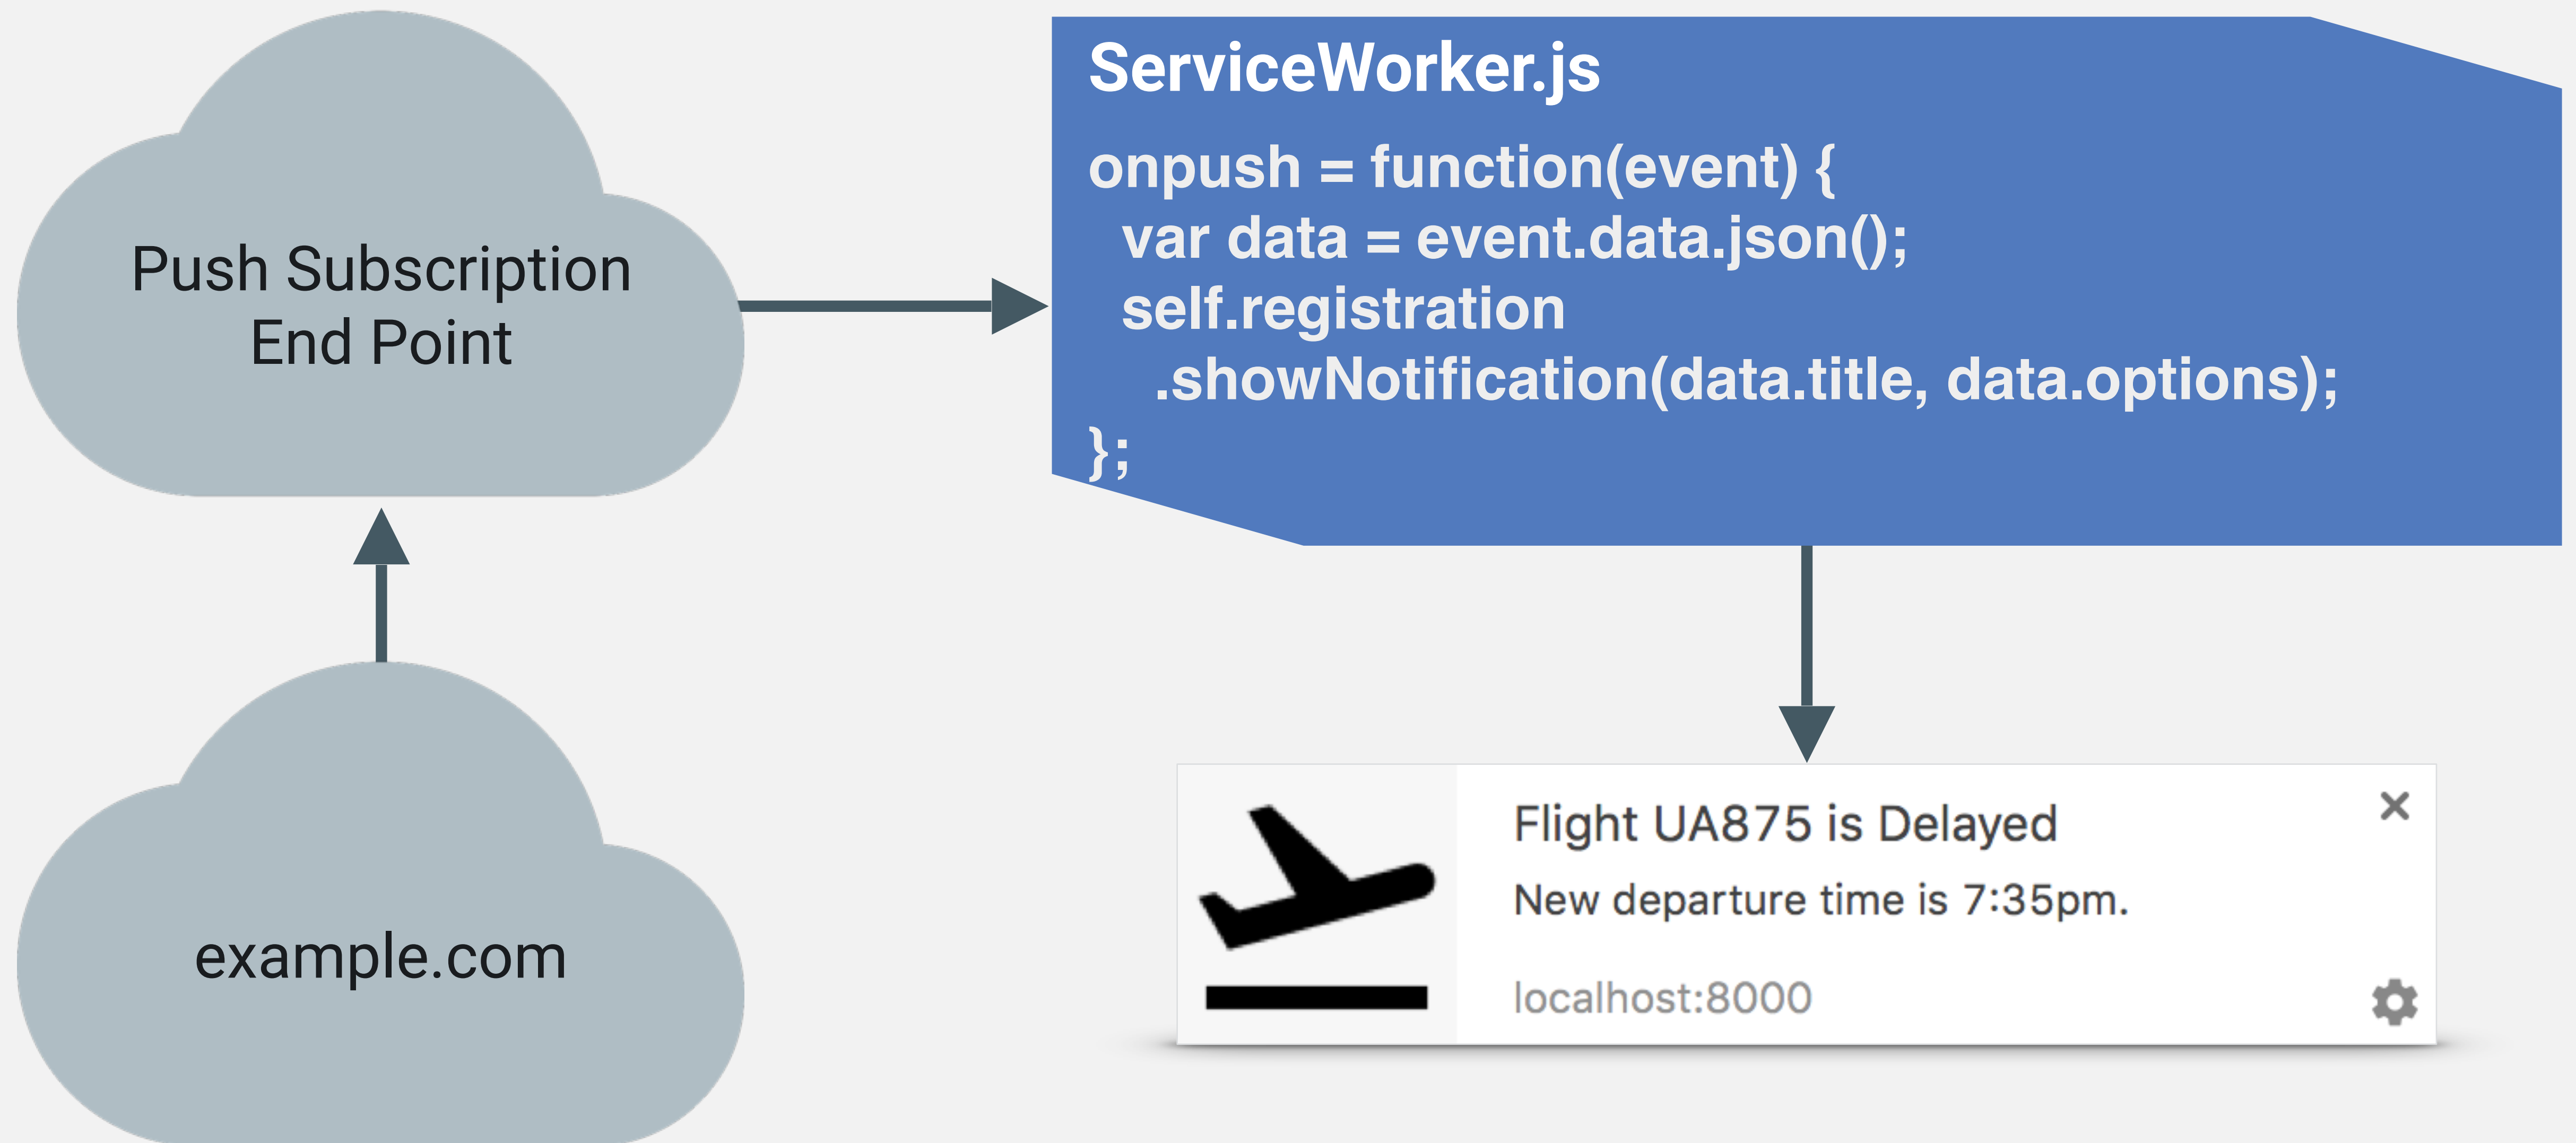 Push Subscription
End Point
ServiceWorker.js
onpush = function(event) {
  var data = event.data.json();
  self.registration
    .showNotification(data.title, data.options);
};
example.com
Flight UA875 is Delayed
New departure time is 7:35pm.
localhost:8000